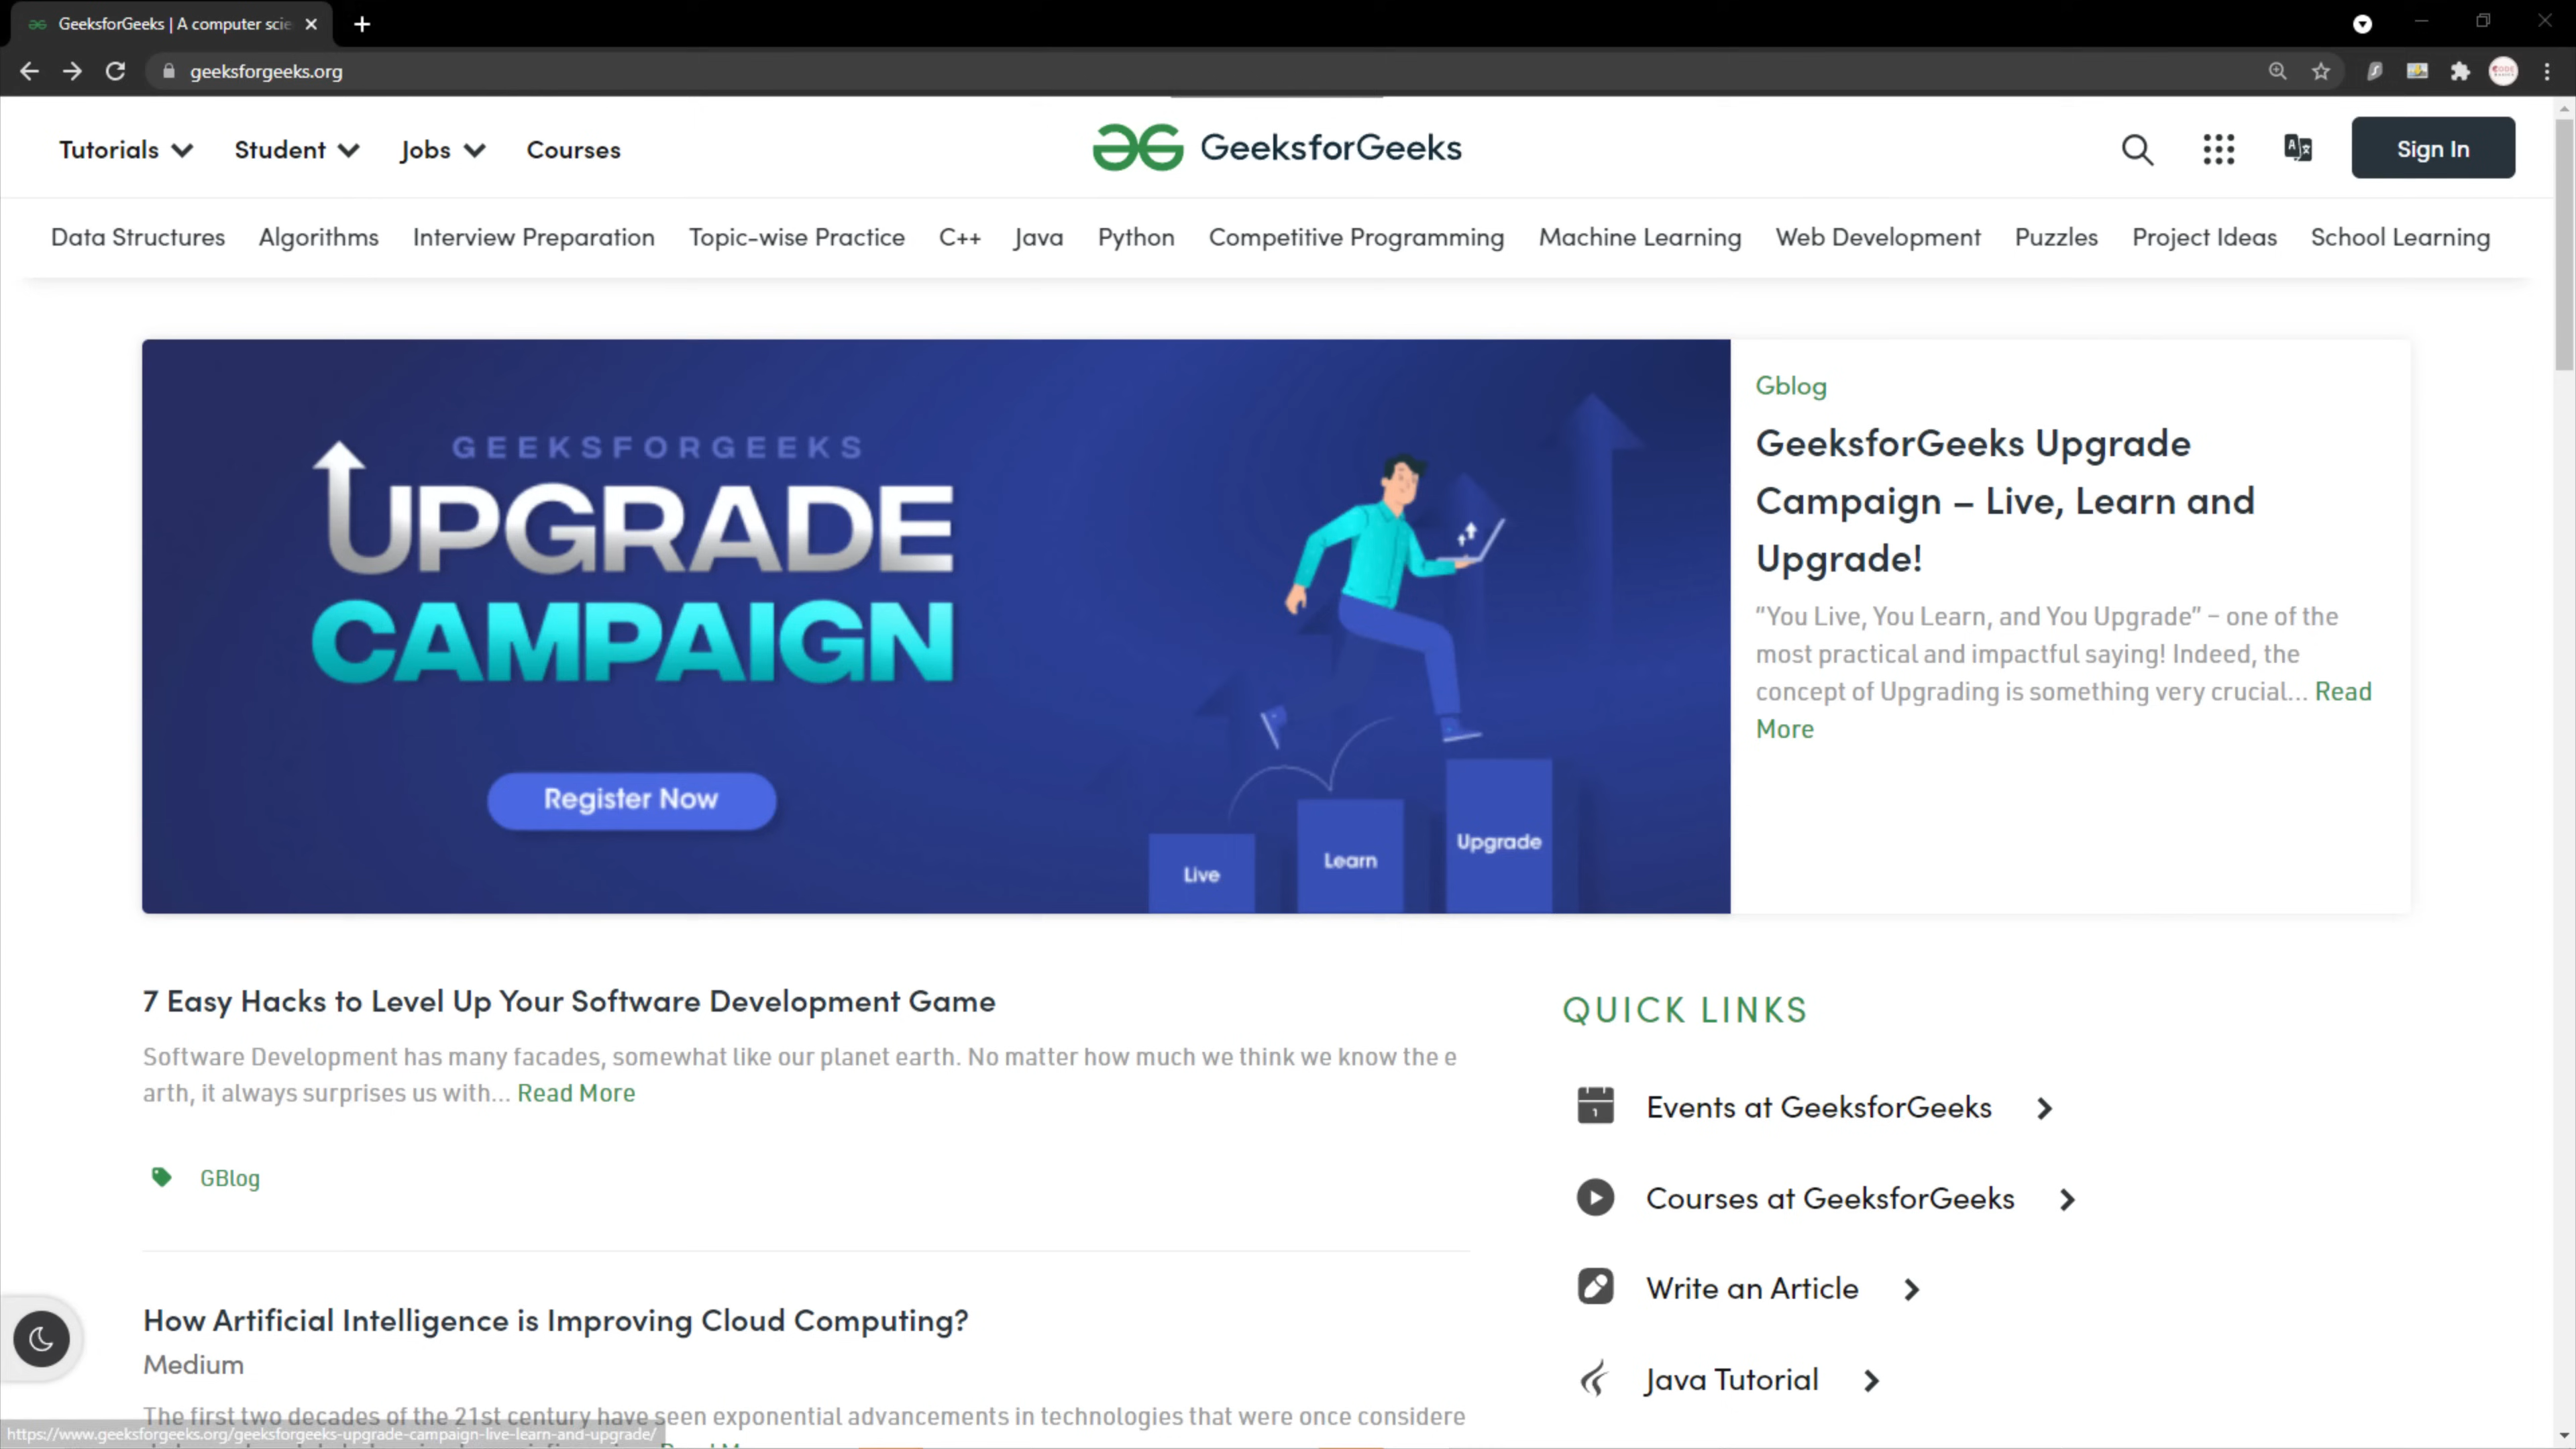 GeeksforGeeks | A computer scie
geeksforgeeks.org
Tutorials Student Jobs Courses GeeksforGeeks Sign In
Data Structures Algorithms Interview Preparation Topic-wise Practice C++ Java Python Competitive Programming Machine Learning Web Development Puzzles Project Ideas School Learning
GEEKSFORGEEKS
UPGRADE
CAMPAIGN
Register Now
Live
Learn
Upgrade
Gblog
GeeksforGeeks Upgrade
Campaign – Live, Learn and
Upgrade!
“You Live, You Learn, and You Upgrade” – one of the
most practical and impactful saying! Indeed, the
concept of Upgrading is something very crucial... Read
More
7 Easy Hacks to Level Up Your Software Development Game
Software Development has many facades, somewhat like our planet earth. No matter how much we think we know the e
arth, it always surprises us with... Read More
GBlog
How Artificial Intelligence is Improving Cloud Computing?
Medium
The first two decades of the 21st century have seen exponential advancements in technologies that were once considere
https://www.geeksforgeeks.org/geeksforgeeks-upgrade-campaign-live-learn-and-upgrade/
QUICK LINKS
Events at GeeksforGeeks
Courses at GeeksforGeeks
Write an Article
Java Tutorial